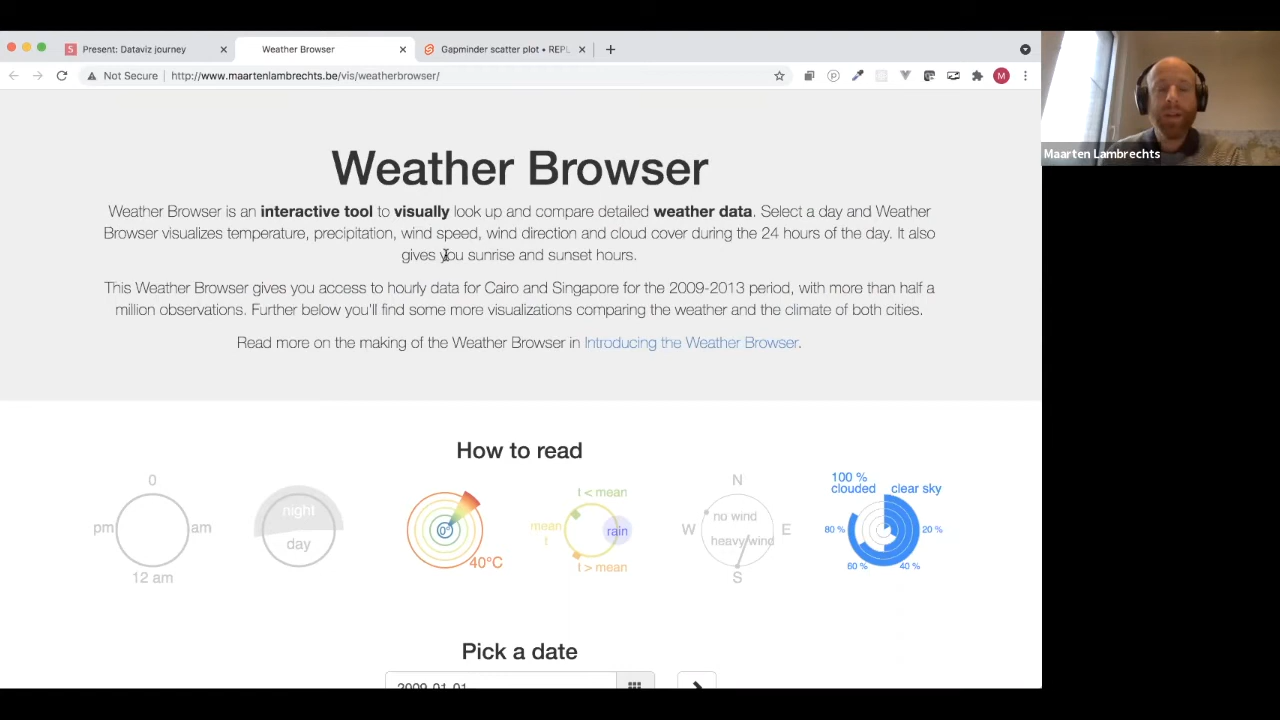 Present: Dataviz journey
Weather Browser
Gapminder scatter plot • REPL
Not Secure
http://www.maartenlambrechts.be/vis/weatherbrowser/
M
Maarten Lambrechts
Weather Browser
Weather Browser is an interactive tool to visually look up and compare detailed weather data. Select a day and Weather
Browser visualizes temperature, precipitation, wind speed, wind direction and cloud cover during the 24 hours of the day. It also
gives you sunrise and sunset hours.
This Weather Browser gives you access to hourly data for Cairo and Singapore for the 2009-2013 period, with more than half a
million observations. Further below you'll find some more visualizations comparing the weather and the climate of both cities.
Read more on the making of the Weather Browser in Introducing the Weather Browser.
How to read
0
pm
am
12 am
night
day
0°
40°C
t < mean
mean
t
rain
t > mean
N
W
E
S
no wind
heavy wind
100 %
clouded
clear sky
80 %
20 %
60 %
40 %
Pick a date
2009-01-01